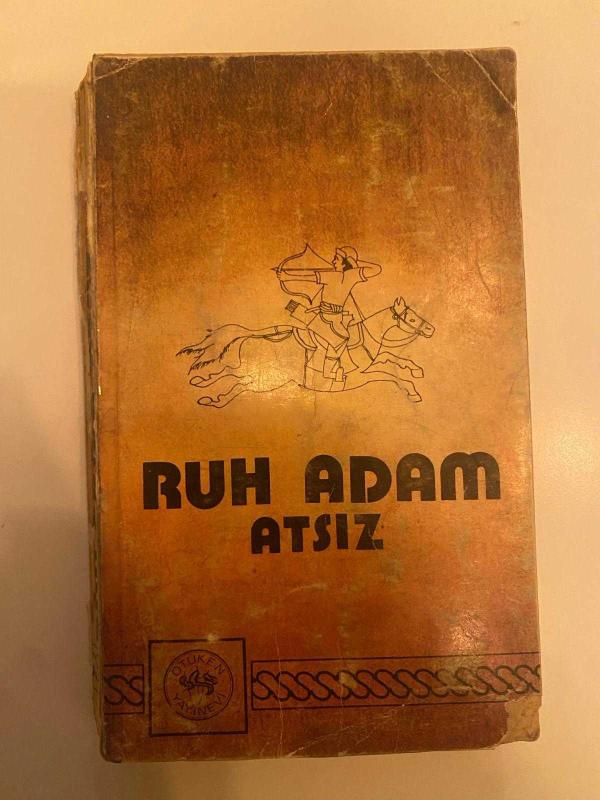 RUH ADAM
ATSIZ
ÖTÜKEN
YAYINEVİ